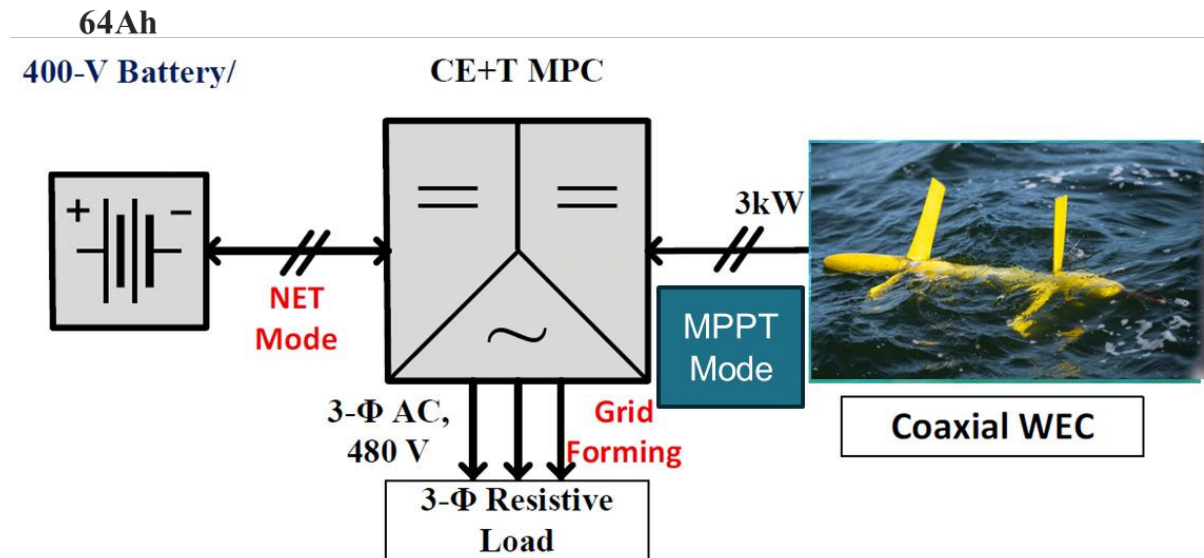 64Ah
400-V Battery/
CE+T MPC
+ −
3kW
NET
Mode
MPPT
Mode
3-Φ AC,
480 V
Grid
Forming
Coaxial WEC
3-Φ Resistive
Load